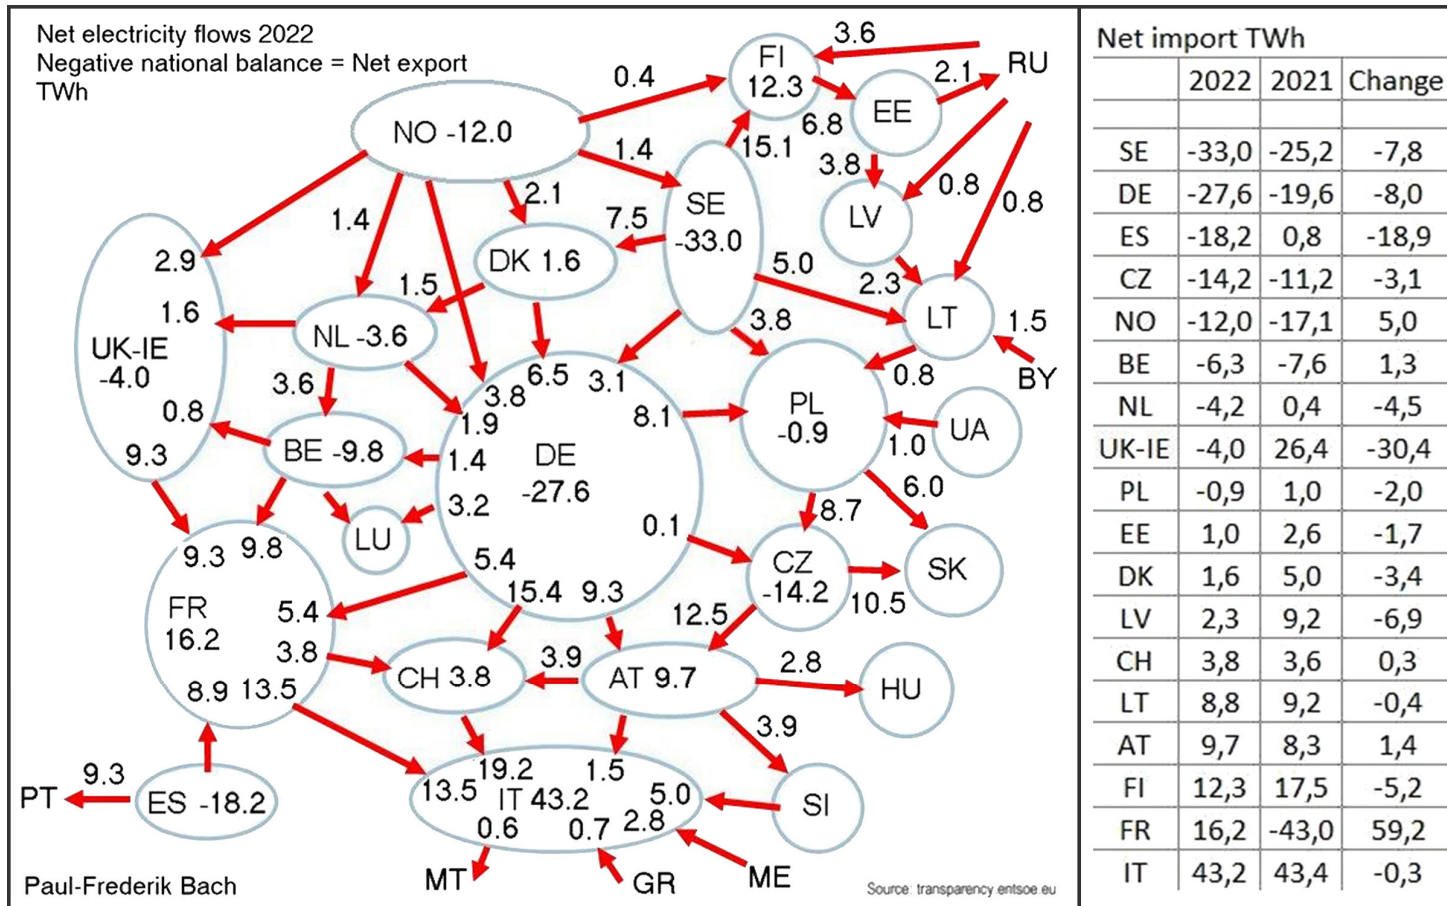 Net electricity flows 2022
Negative national balance = Net export
TWh
3.6
RU
FI
12.3
0.4
2.1
EE
6.8
NO -12.0
15.1
1.4
3.8
0.8
0.8
SE
-33.0
LV
2.1
7.5
1.4
2.9
DK 1.6
5.0
2.3
1.5
1.6
LT
1.5
NL -3.6
3.8
UK-IE
-4.0
BY
0.8
3.6
6.5
3.1
3.8
1.9
8.1
PL
-0.9
UA
1.0
0.8
BE -9.8
9.3
1.4
DE
-27.6
6.0
3.2
8.7
0.1
LU
9.3
9.8
5.4
CZ
-14.2
SK
15.4
9.3
10.5
FR
16.2
5.4
12.5
3.8
3.9
2.8
CH 3.8
AT 9.7
HU
8.9
13.5
3.9
19.2
1.5
9.3
PT
ES -18.2
13.5
IT 43.2
5.0
SI
0.6
0.7
2.8
MT
GR
ME
Paul-Frederik Bach
Source: transparency.entsoe.eu
Net import TWh
2022 2021 Change
SE -33,0 -25,2 -7,8
DE -27,6 -19,6 -8,0
ES -18,2 0,8 -18,9
CZ -14,2 -11,2 -3,1
NO -12,0 -17,1 5,0
BE -6,3 -7,6 1,3
NL -4,2 0,4 -4,5
UK-IE -4,0 26,4 -30,4
PL -0,9 1,0 -2,0
EE 1,0 2,6 -1,7
DK 1,6 5,0 -3,4
LV 2,3 9,2 -6,9
CH 3,8 3,6 0,3
LT 8,8 9,2 -0,4
AT 9,7 8,3 1,4
FI 12,3 17,5 -5,2
FR 16,2 -43,0 59,2
IT 43,2 43,4 -0,3